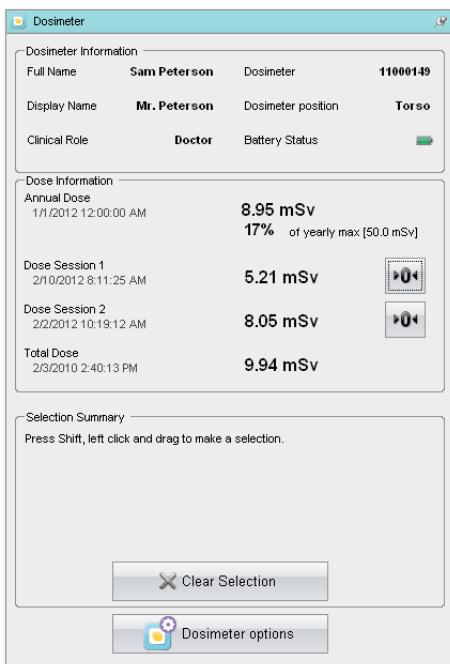 Dosimeter
Dosimeter Information
Full Name Sam Peterson Dosimeter 11000149
Display Name Mr. Peterson Dosimeter position Torso
Clinical Role Doctor Battery Status
Dose Information
Annual Dose
1/1/2012 12:00:00 AM 8.95 mSv
17% of yearly max [50.0 mSv]
Dose Session 1
2/10/2012 8:11:25 AM 5.21 mSv 0
Dose Session 2
2/2/2012 10:19:12 AM 8.05 mSv 0
Total Dose
2/3/2010 2:40:13 PM 9.94 mSv
Selection Summary
Press Shift, left click and drag to make a selection.
Clear Selection
Dosimeter options